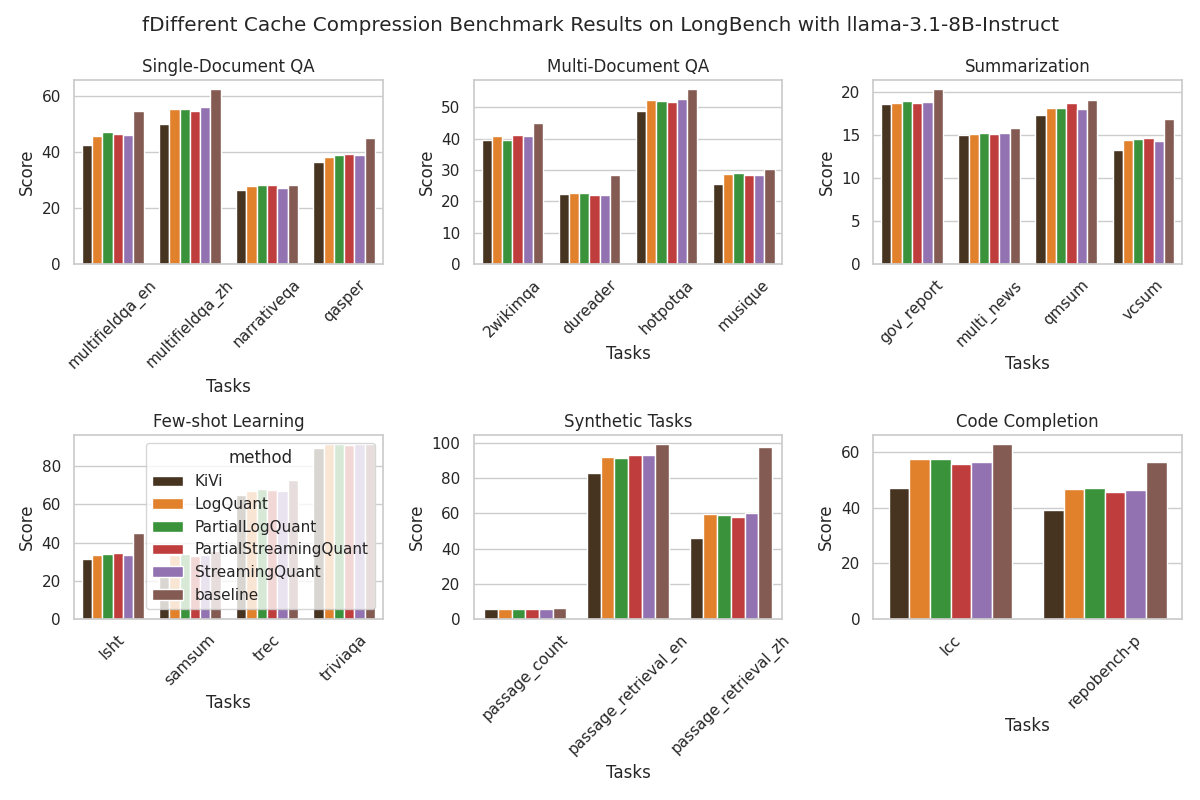 fDifferent Cache Compression Benchmark Results on LongBench with llama-3.1-8B-Instruct
Single-Document QA
Score
60
40
20
0
multifieldqa_en
multifieldqa_zh
narrativeqa
qasper
Tasks
Multi-Document QA
Score
50
40
30
20
10
0
2wikimqa
dureader
hotpotqa
musique
Tasks
Summarization
Score
20
15
10
5
0
gov_report
multi_news
qmsum
vcsum
Tasks
Few-shot Learning
Score
80
60
40
20
0
method
KiVi
LogQuant
PartialLogQuant
PartialStreamingQuant
StreamingQuant
baseline
lsht
samsum
trec
triviaqa
Tasks
Synthetic Tasks
Score
100
80
60
40
20
0
passage_count
passage_retrieval_en
passage_retrieval_zh
Tasks
Code Completion
Score
60
40
20
0
lcc
repobench-p
Tasks